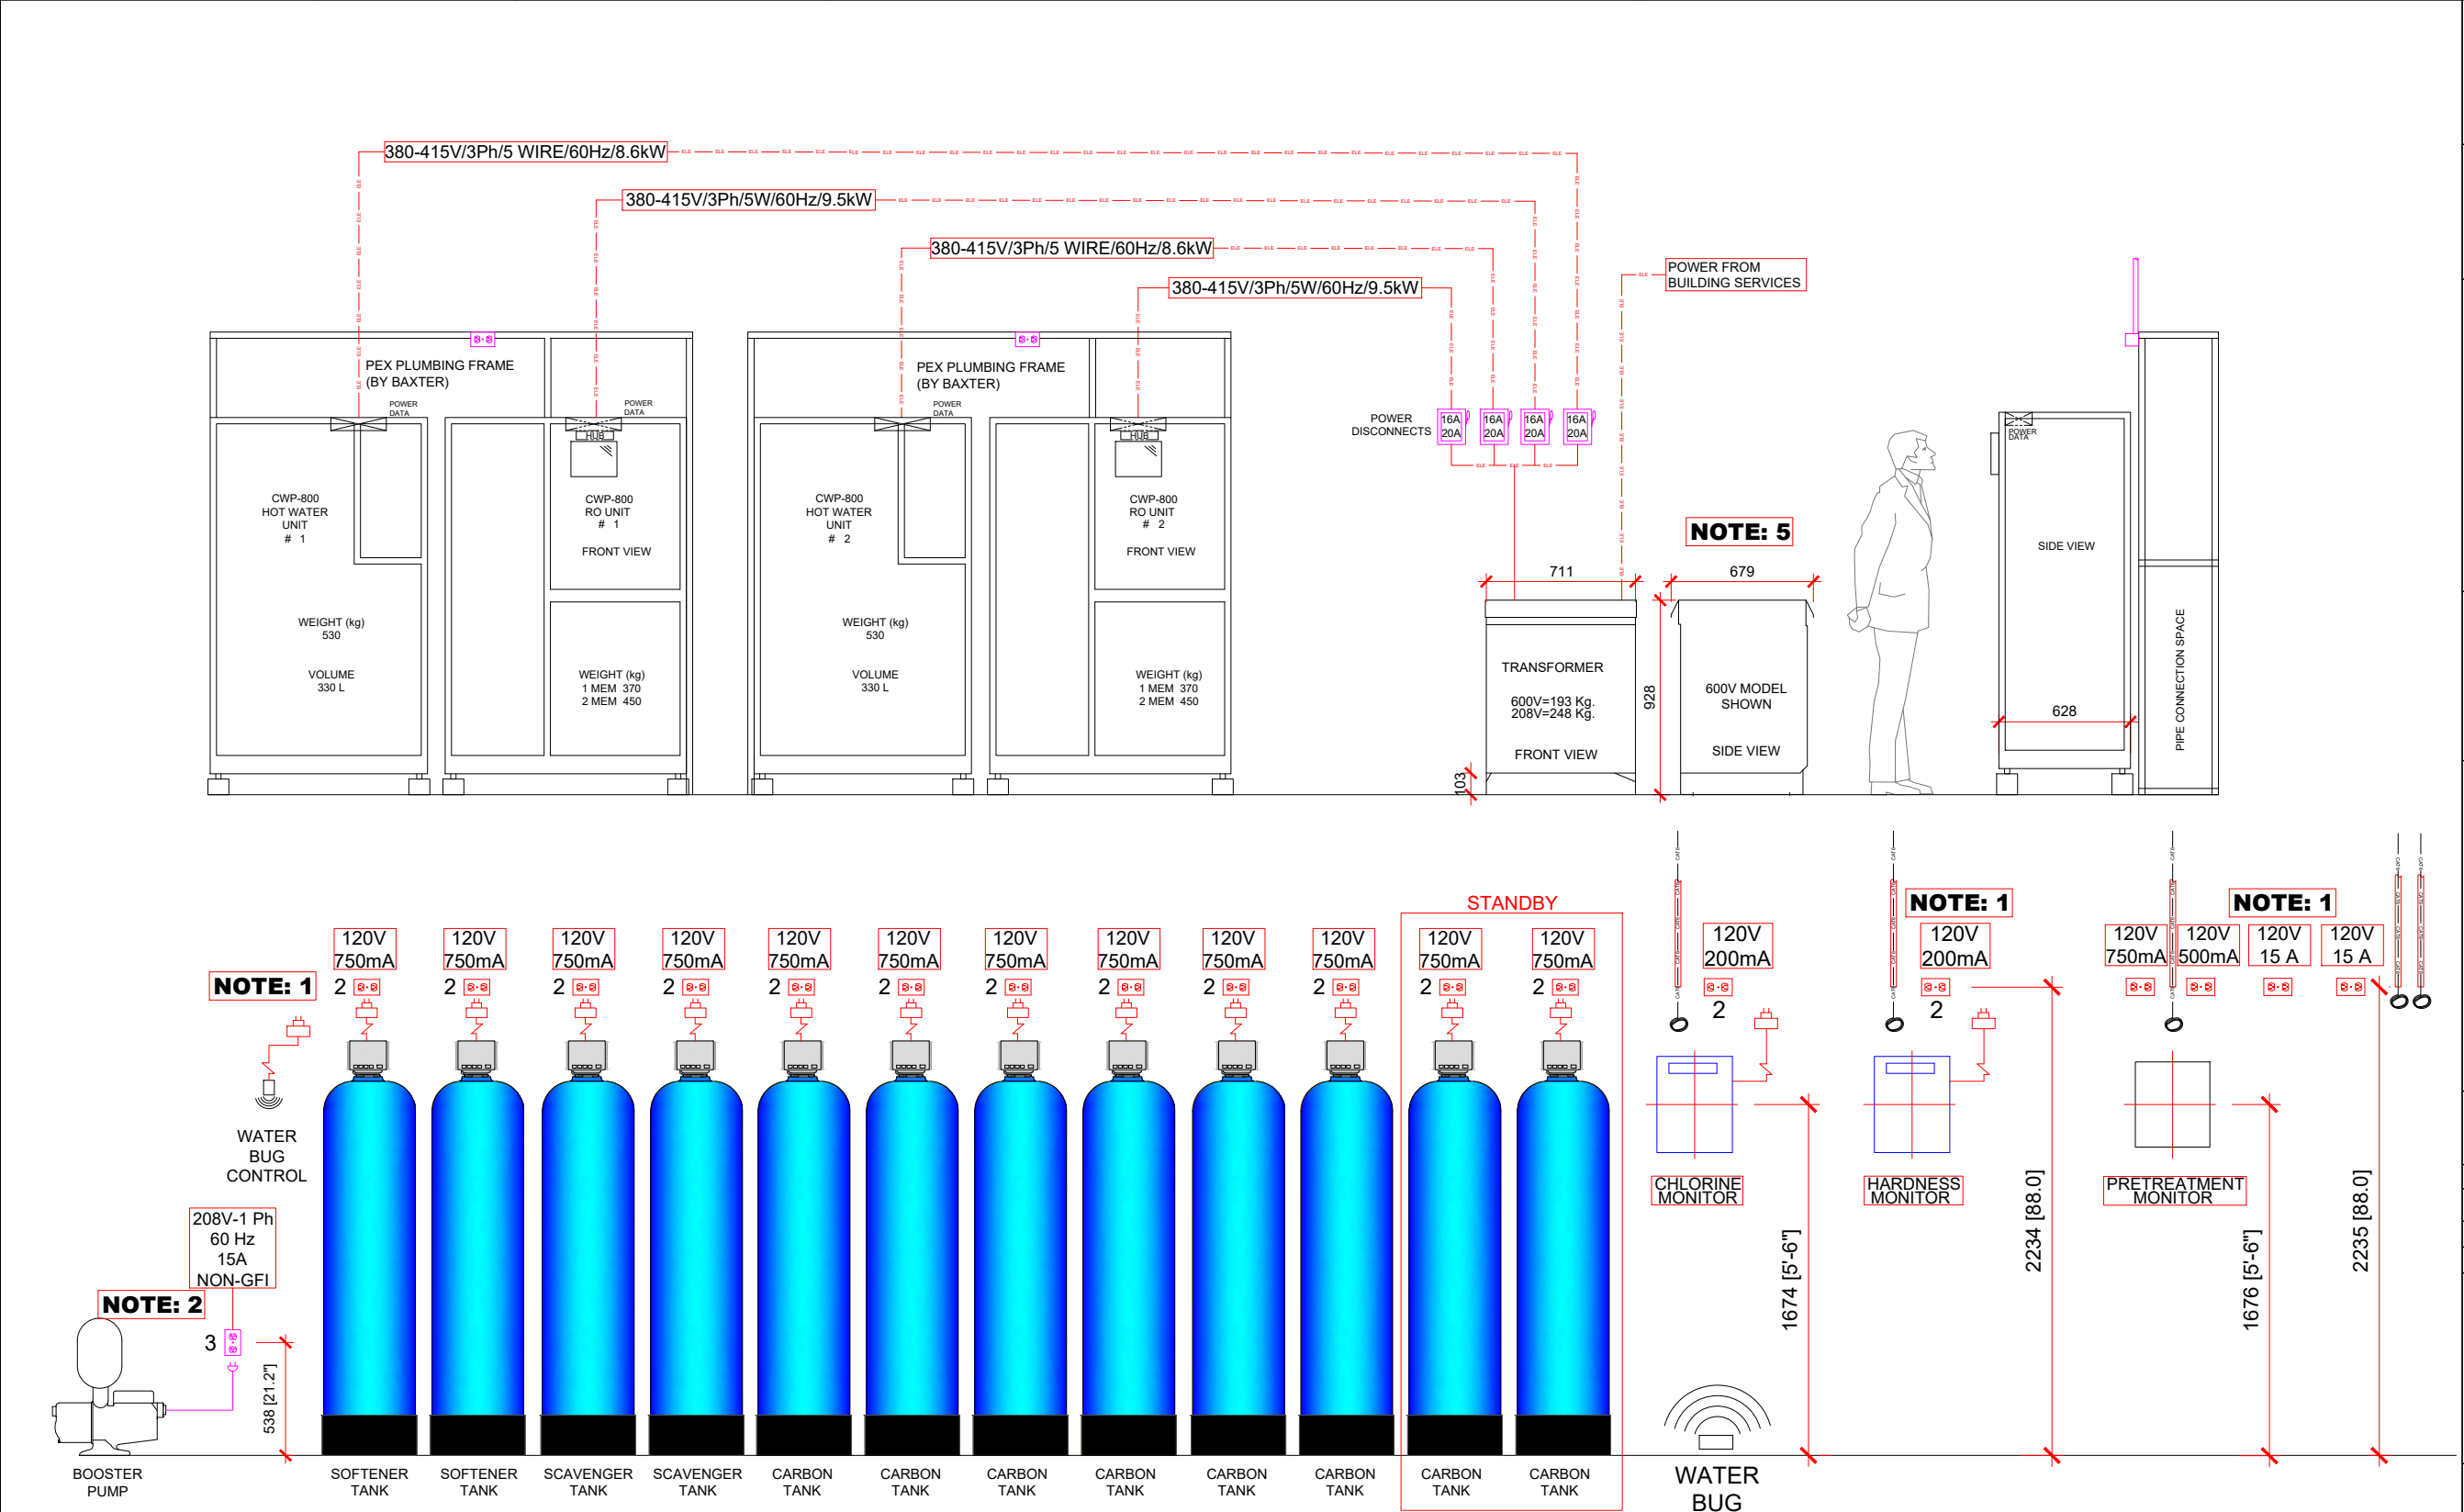 380-415V/3Ph/5 WIRE/60Hz/8.6kW
380-415V/3Ph/5W/60Hz/9.5kW
380-415V/3Ph/5 WIRE/60Hz/8.6kW
380-415V/3Ph/5W/60Hz/9.5kW
POWER FROM
BUILDING SERVICES
PEX PLUMBING FRAME
(BY BAXTER)
POWER
DATA
POWER
DATA
HUB
CWP-800
HOT WATER
UNIT
# 1
CWP-800
RO UNIT
# 1
FRONT VIEW
WEIGHT (kg)
530
VOLUME
330 L
WEIGHT (kg)
1 MEM 370
2 MEM 450
PEX PLUMBING FRAME
(BY BAXTER)
POWER
DATA
POWER
DATA
HUB
CWP-800
HOT WATER
UNIT
# 2
CWP-800
RO UNIT
# 2
FRONT VIEW
WEIGHT (kg)
530
VOLUME
330 L
WEIGHT (kg)
1 MEM 370
2 MEM 450
POWER
DISCONNECTS
16A
20A
16A
20A
16A
20A
16A
20A
ELE ELE ELE
NOTE: 5
711
679
TRANSFORMER
600V=193 Kg.
208V=248 Kg.
FRONT VIEW
103
928
600V MODEL
SHOWN
SIDE VIEW
POWER
DATA
SIDE VIEW
628
PIPE CONNECTION SPACE
STANDBY
NOTE: 1
120V
750mA
2
120V
750mA
2
120V
750mA
2
120V
750mA
2
120V
750mA
2
120V
750mA
2
120V
750mA
2
120V
750mA
2
120V
750mA
2
120V
750mA
2
120V
750mA
2
120V
750mA
2
WATER
BUG
CONTROL
208V-1 Ph
60 Hz
15A
NON-GFI
NOTE: 2
3
538 [21.2"]
BOOSTER
PUMP
SOFTENER
TANK
SOFTENER
TANK
SCAVENGER
TANK
SCAVENGER
TANK
CARBON
TANK
CARBON
TANK
CARBON
TANK
CARBON
TANK
CARBON
TANK
CARBON
TANK
CARBON
TANK
CARBON
TANK
120V
200mA
2
CHLORINE
MONITOR
1674 [5'-6"]
WATER
BUG
NOTE: 1
120V
200mA
2
HARDNESS
MONITOR
2234 [88.0]
NOTE: 1
120V
750mA
120V
500mA
120V
15 A
120V
15 A
PRETREATMENT
MONITOR
1676 [5'-6"]
2235 [88.0]